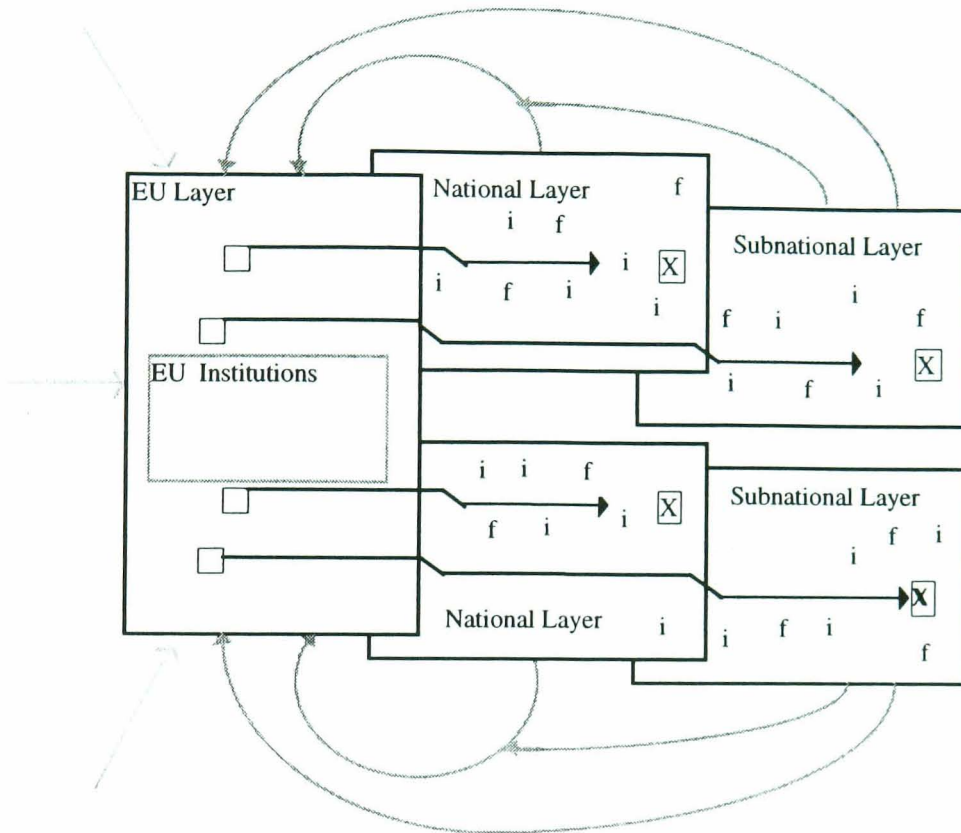 EU Layer
National Layer
f
i f
i
X
i f i
i
Subnational Layer
i
f i
f
X
i f i
EU Institutions
i i f
X
f i i
National Layer
i
Subnational Layer
f i
i
X
i f i
f